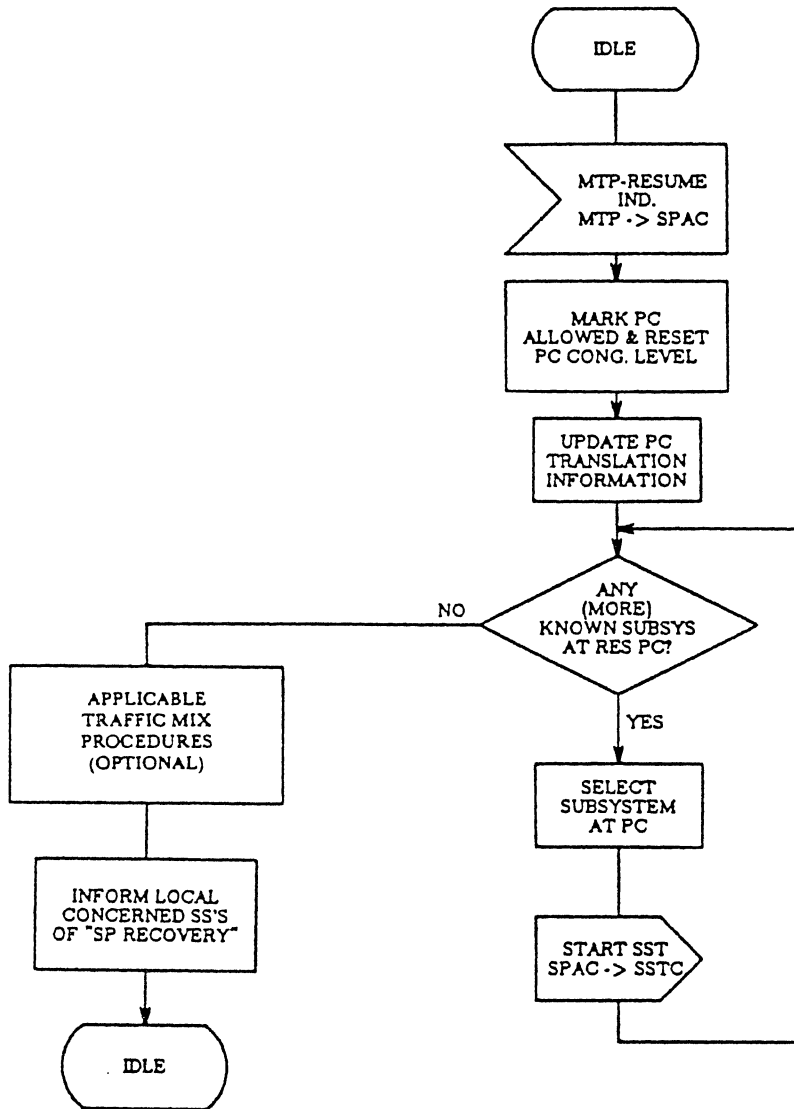 IDLE
MTP-RESUME
IND.
MTP -> SPAC
MARK PC
ALLOWED & RESET
PC CONG. LEVEL
UPDATE PC
TRANSLATION
INFORMATION
ANY
(MORE)
KNOWN SUBSYS
AT RES PC?
NO
YES
APPLICABLE
TRAFFIC MIX
PROCEDURES
(OPTIONAL)
SELECT
SUBSYSTEM
AT PC
INFORM LOCAL
CONCERNED SS'S
OF "SP RECOVERY"
START SST
SPAC -> SSTC
IDLE